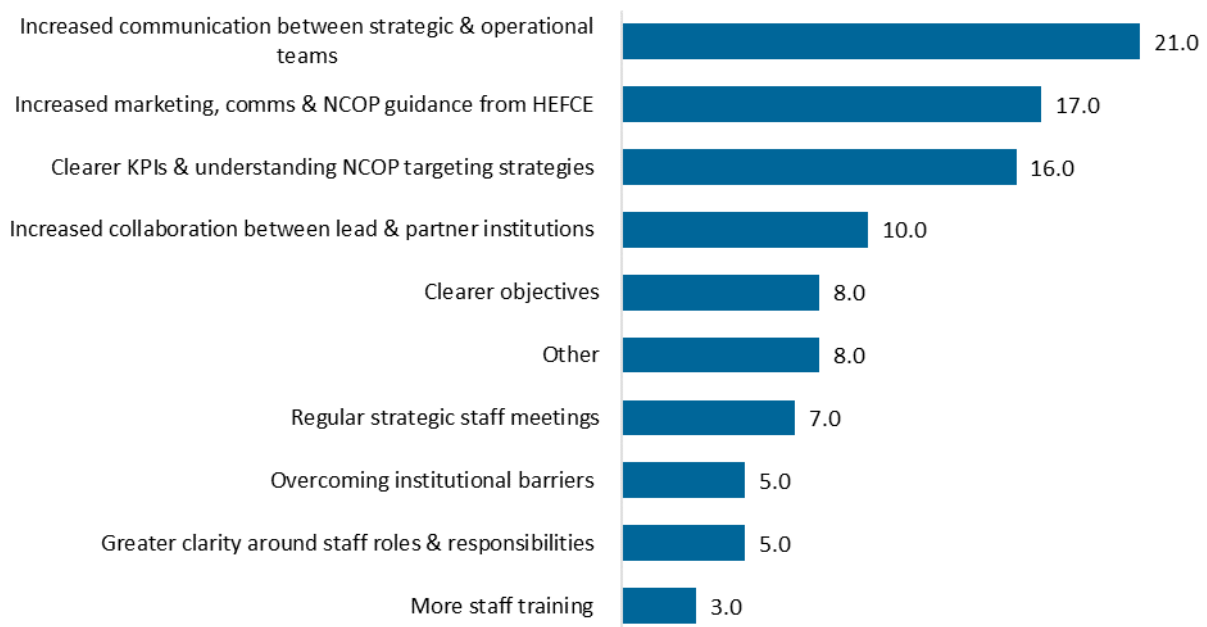 Increased communication between strategic & operational
teams
21.0
Increased marketing, comms & NCOP guidance from HEFCE
17.0
Clearer KPIs & understanding NCOP targeting strategies
16.0
Increased collaboration between lead & partner institutions
10.0
Clearer objectives
8.0
Other
8.0
Regular strategic staff meetings
7.0
Overcoming institutional barriers
5.0
Greater clarity around staff roles & responsibilities
5.0
More staff training
3.0